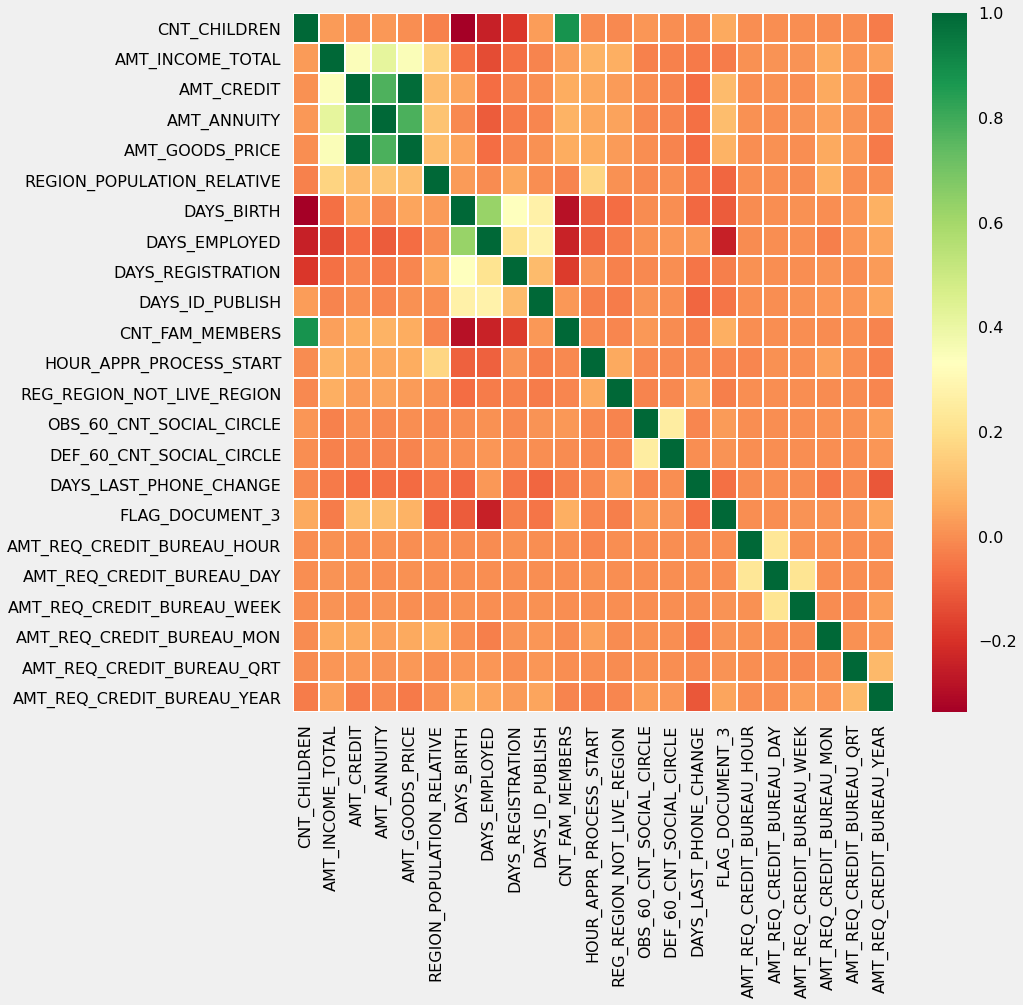 CNT_CHILDREN
AMT_INCOME_TOTAL
AMT_CREDIT
AMT_ANNUITY
AMT_GOODS_PRICE
REGION_POPULATION_RELATIVE
DAYS_BIRTH
DAYS_EMPLOYED
DAYS_REGISTRATION
DAYS_ID_PUBLISH
CNT_FAM_MEMBERS
HOUR_APPR_PROCESS_START
REG_REGION_NOT_LIVE_REGION
OBS_60_CNT_SOCIAL_CIRCLE
DEF_60_CNT_SOCIAL_CIRCLE
DAYS_LAST_PHONE_CHANGE
FLAG_DOCUMENT_3
AMT_REQ_CREDIT_BUREAU_HOUR
AMT_REQ_CREDIT_BUREAU_DAY
AMT_REQ_CREDIT_BUREAU_WEEK
AMT_REQ_CREDIT_BUREAU_MON
AMT_REQ_CREDIT_BUREAU_QRT
AMT_REQ_CREDIT_BUREAU_YEAR
CNT_CHILDREN
AMT_INCOME_TOTAL
AMT_CREDIT
AMT_ANNUITY
AMT_GOODS_PRICE
REGION_POPULATION_RELATIVE
DAYS_BIRTH
DAYS_EMPLOYED
DAYS_REGISTRATION
DAYS_ID_PUBLISH
CNT_FAM_MEMBERS
HOUR_APPR_PROCESS_START
REG_REGION_NOT_LIVE_REGION
OBS_60_CNT_SOCIAL_CIRCLE
DEF_60_CNT_SOCIAL_CIRCLE
DAYS_LAST_PHONE_CHANGE
FLAG_DOCUMENT_3
AMT_REQ_CREDIT_BUREAU_HOUR
AMT_REQ_CREDIT_BUREAU_DAY
AMT_REQ_CREDIT_BUREAU_WEEK
AMT_REQ_CREDIT_BUREAU_MON
AMT_REQ_CREDIT_BUREAU_QRT
AMT_REQ_CREDIT_BUREAU_YEAR
1.0
0.8
0.6
0.4
0.2
0.0
−0.2